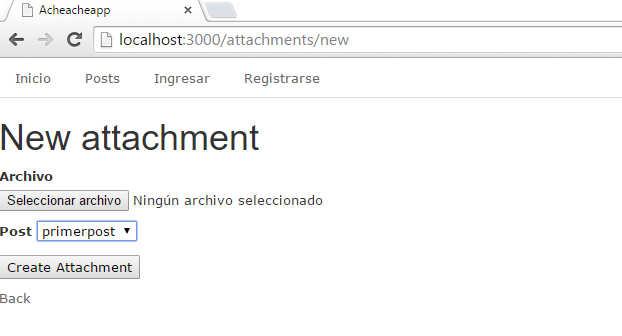 Acheacheapp
localhost:3000/attachments/new
Inicio Posts Ingresar Registrarse
New attachment
Archivo
Seleccionar archivo Ningún archivo seleccionado
Post primerpost
Create Attachment
Back